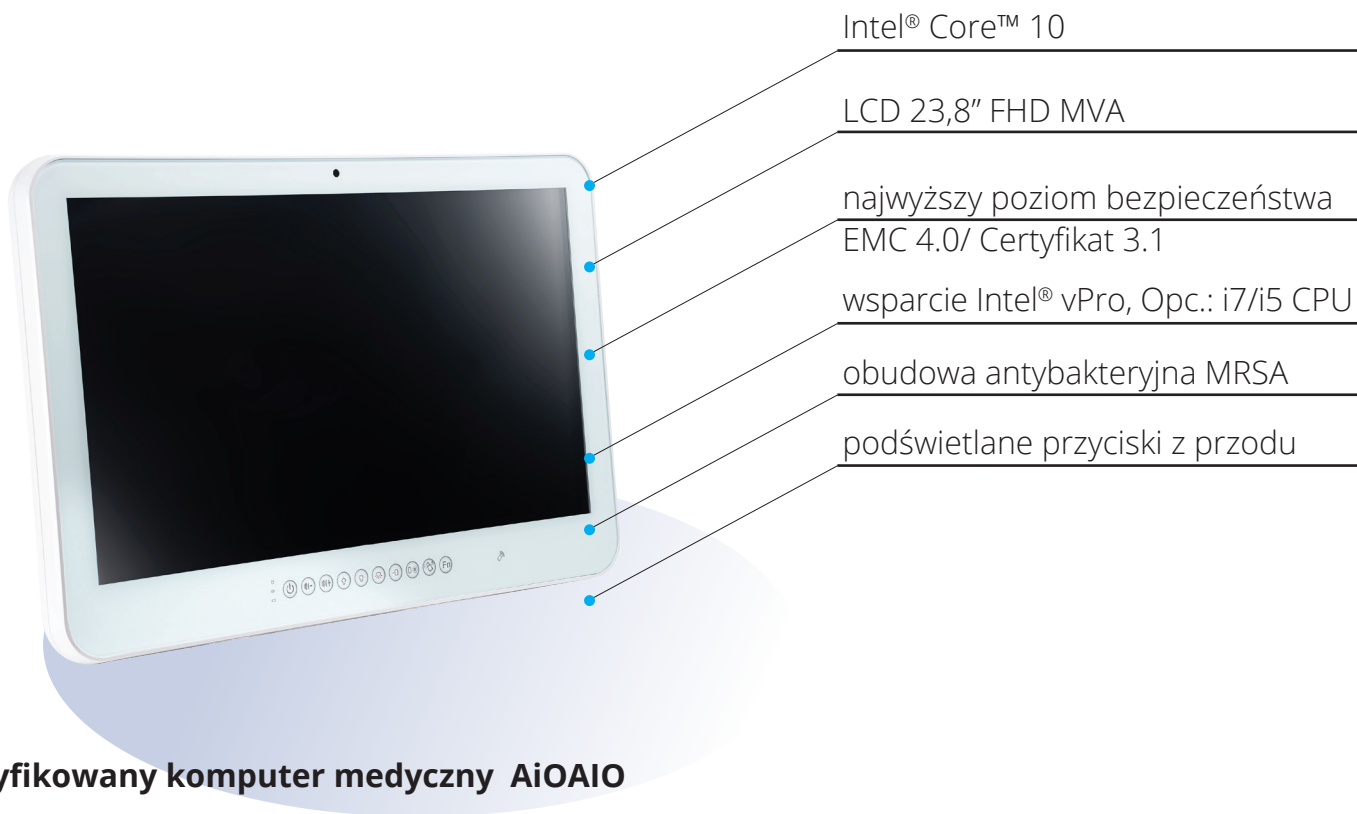 Intel® Core™ 10
LCD 23,8” FHD MVA
najwyższy poziom bezpieczeństwa
EMC 4.0/ Certyfikat 3.1
wsparcie Intel® vPro, Opc.: i7/i5 CPU
obudowa antybakteryjna MRSA
podświetlane przyciski z przodu
Fn
yfikowany komputer medyczny AiOAIO